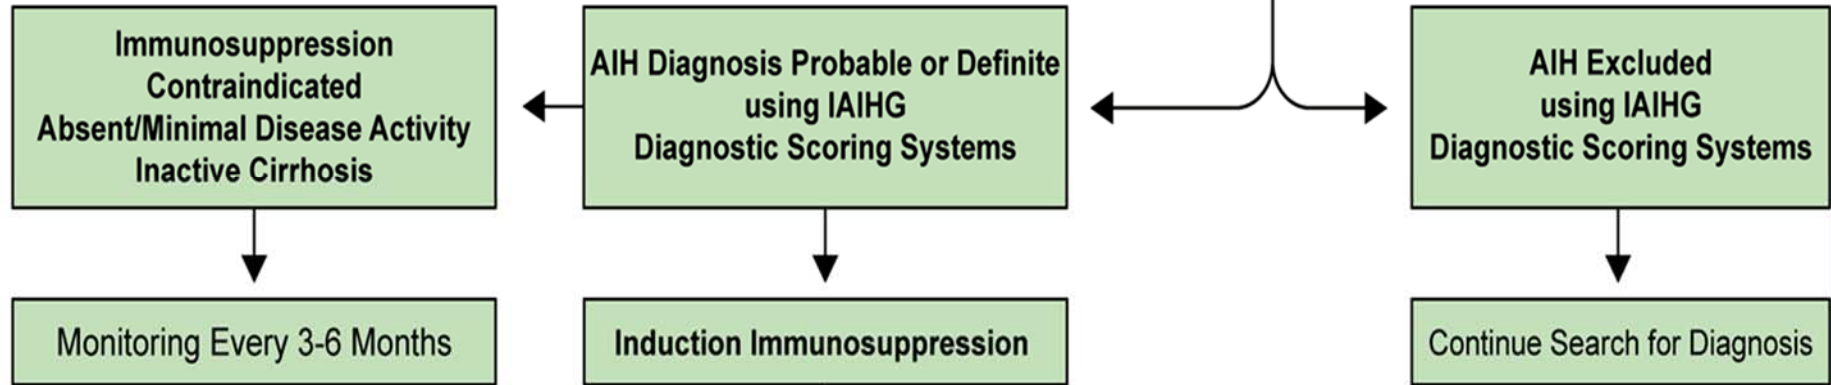 Immunosuppression
Contraindicated
Absent/Minimal Disease Activity
Inactive Cirrhosis
AIH Diagnosis Probable or Definite
using IAIHG
Diagnostic Scoring Systems
AIH Excluded
using IAIHG
Diagnostic Scoring Systems
Monitoring Every 3-6 Months
Induction Immunosuppression
Continue Search for Diagnosis